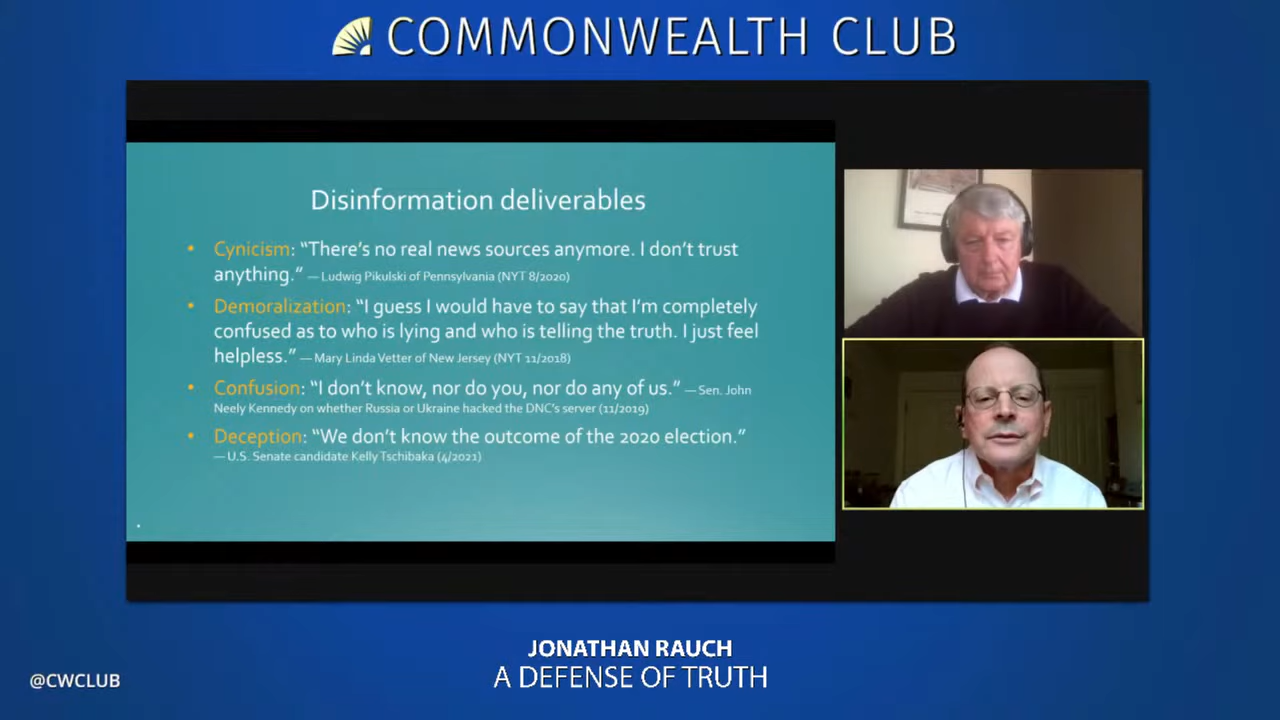 COMMONWEALTH CLUB
Disinformation deliverables
• Cynicism: “There’s no real news sources anymore. I don’t trust
anything.” — Ludwig Pikulski of Pennsylvania (NYT 8/2020)
• Demoralization: “I guess I would have to say that I’m completely
confused as to who is lying and who is telling the truth. I just feel
helpless.” — Mary Linda Vetter of New Jersey (NYT 11/2018)
• Confusion: “I don’t know, nor do you, nor do any of us.” — Sen. John
Neely Kennedy on whether Russia or Ukraine hacked the DNC’s server (11/2019)
• Deception: “We don’t know the outcome of the 2020 election.”
— U.S. Senate candidate Kelly Tschibaka (4/2021)
JONATHAN RAUCH
A DEFENSE OF TRUTH
@CWCLUB